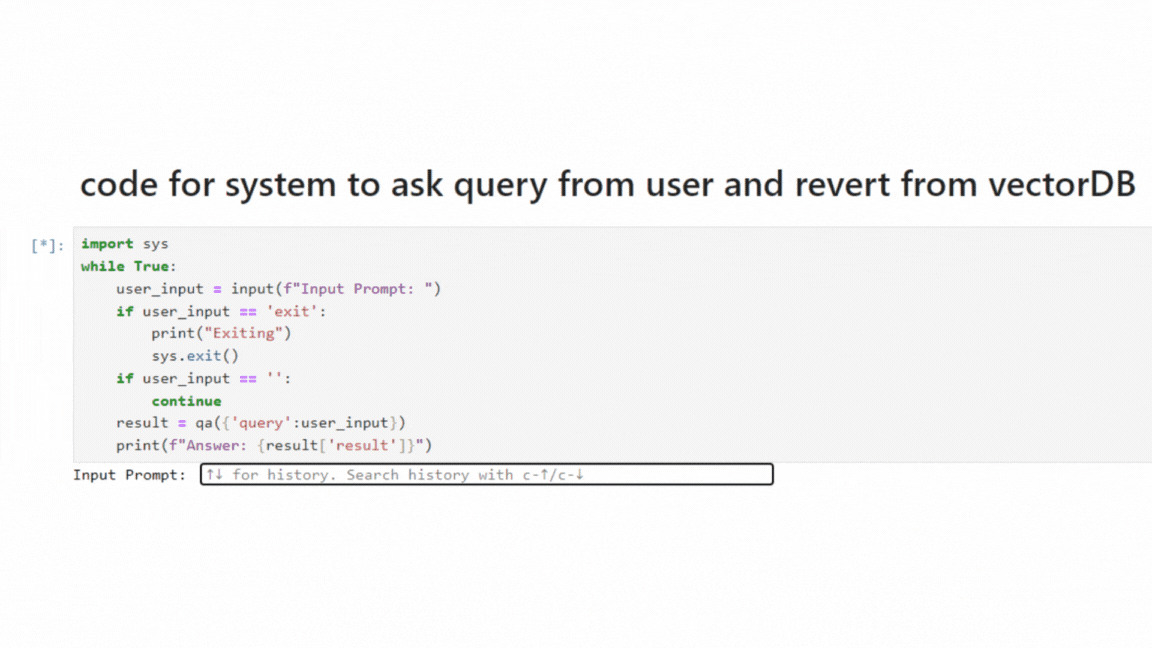 code for system to ask query from user and revert from vectorDB
[*]:
import sys
while True:
    user_input = input(f"Input Prompt: ")
    if user_input == 'exit':
        print("Exiting")
        sys.exit()
    if user_input == '':
        continue
    result = qa({'query':user_input})
    print(f"Answer: {result['result']}")
Input Prompt: ↑↓ for history. Search history with c-↑/c-↓